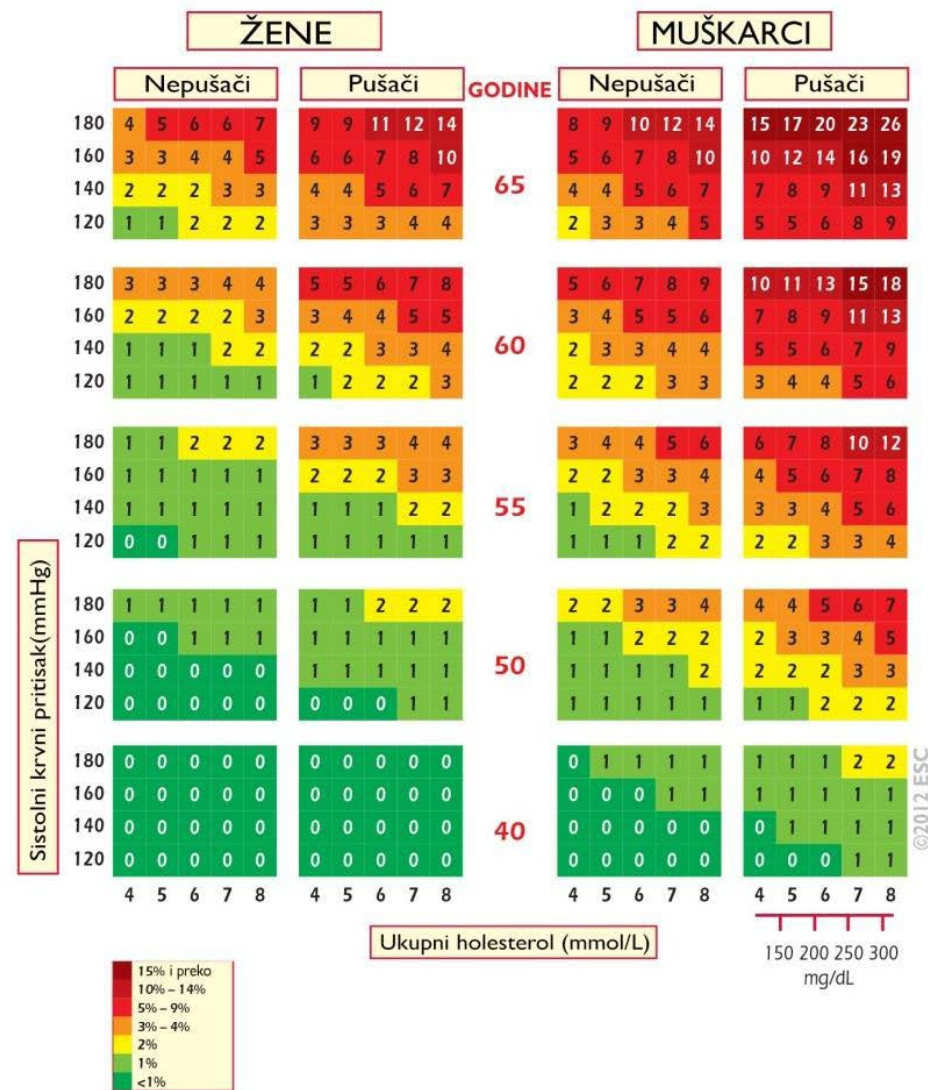 ŽENE MUŠKARCI
Nepušači Pušači GODINE Nepušači Pušači
180 4 5 6 6 7 9 9 11 12 14 8 9 10 12 14 15 17 20 23 26
160 3 3 4 4 5 6 6 7 8 10 5 6 7 8 10 10 12 14 16 19
65
140 2 2 2 3 3 4 4 5 6 7 4 4 5 6 7 7 8 9 11 13
120 1 1 2 2 2 3 3 3 4 4 2 3 3 4 5 5 5 6 8 9
180 3 3 3 4 4 5 5 6 7 8 5 6 7 8 9 10 11 13 15 18
160 2 2 2 2 3 3 4 4 5 5 3 4 5 5 6 7 8 9 11 13
60
140 1 1 1 2 2 2 2 3 3 4 2 3 3 4 4 5 5 6 7 9
120 1 1 1 1 1 1 2 2 2 3 2 2 2 3 3 3 4 4 5 6
180 1 1 2 2 2 3 3 3 4 4 3 4 4 5 6 6 7 8 10 12
160 1 1 1 1 1 2 2 2 3 3 2 2 3 3 4 4 5 6 7 8
55
140 1 1 1 1 1 1 1 1 2 2 1 2 2 2 3 3 3 4 5 6
120 0 0 1 1 1 1 1 1 1 1 1 1 1 2 2 2 2 3 3 4
180 1 1 1 1 1 1 1 2 2 2 2 2 3 3 4 4 4 5 6 7
160 0 0 1 1 1 1 1 1 1 1 1 1 2 2 2 2 3 3 4 5
50
140 0 0 0 0 0 1 1 1 1 1 1 1 1 1 2 2 2 2 3 3
120 0 0 0 0 0 0 0 0 1 1 1 1 1 1 1 1 1 2 2 2
180 0 0 0 0 0 0 0 0 0 0 0 1 1 1 1 1 1 1 2 2
160 0 0 0 0 0 0 0 0 0 0 0 0 0 1 1 1 1 1 1 1
40
140 0 0 0 0 0 0 0 0 0 0 0 0 0 0 0 0 1 1 1 1
120 0 0 0 0 0 0 0 0 0 0 0 0 0 0 0 0 0 0 1 1
4 5 6 7 8 4 5 6 7 8 4 5 6 7 8 4 5 6 7 8
Sistolni krvni pritisak(mmHg)
©2012 ESC
Ukupni holesterol (mmol/L)
150 200 250 300
mg/dL
15% i preko
10% – 14%
5% – 9%
3% – 4%
2%
1%
<1%